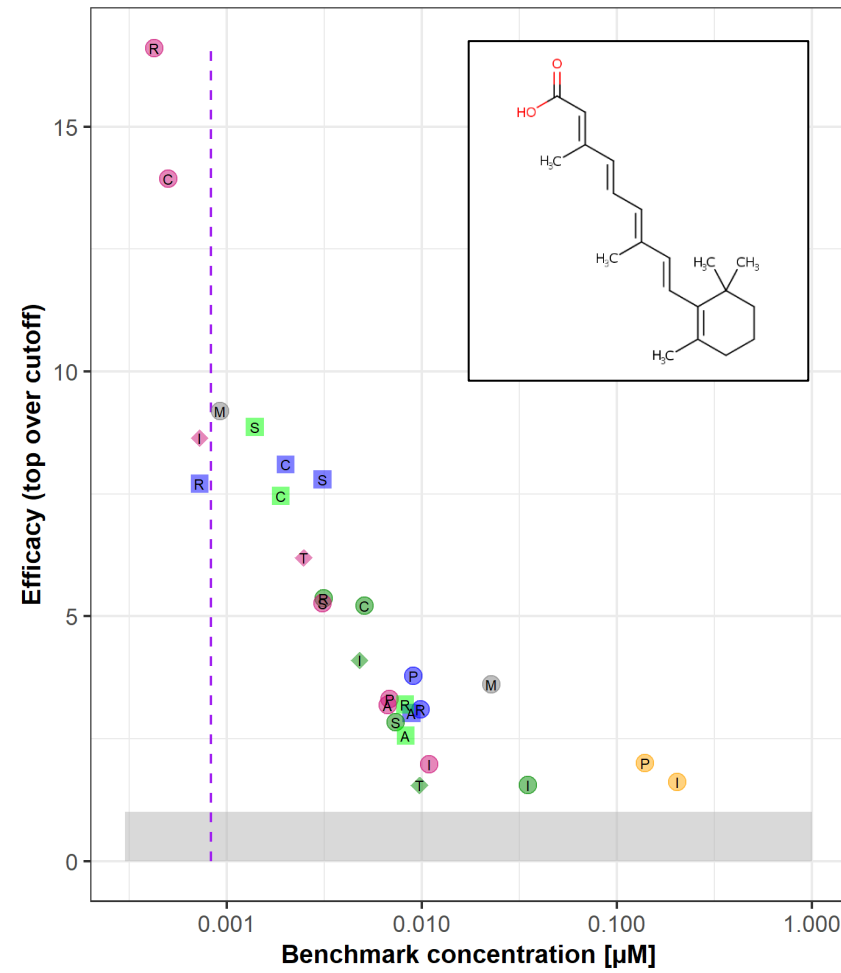 Efficacy (top over cutoff)
15
10
5
0
R
C
M
I
S
R
C
S
C
T
R
S
C
I
P
M
P
A
R
A
R
S
A
I
T
I
P
I
O
HO
H₃C
H₃C
H₃C
CH₃
H₃C
0.001
0.010
0.100
1.000
Benchmark concentration [µM]